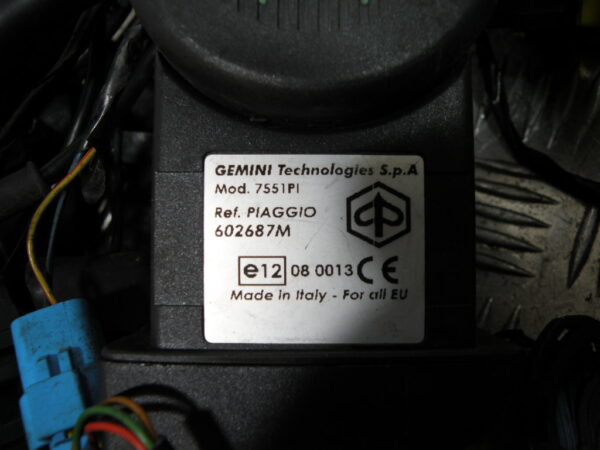 GEMINI Technologies S.p.A
Mod. 7551PI
Ref. PIAGGIO
602687M
e12 08 0013 CE
Made in Italy - For all EU